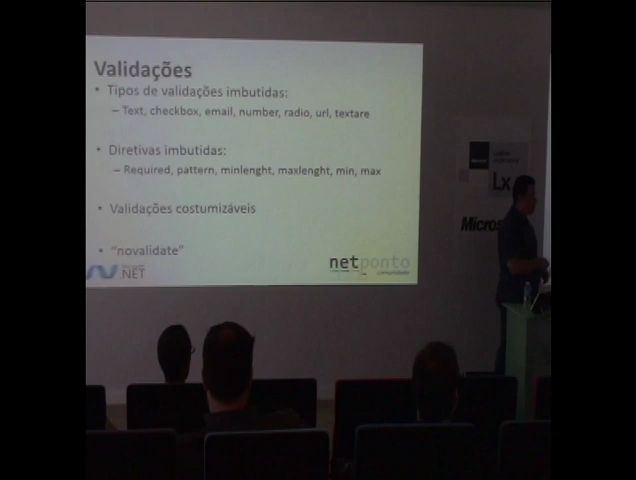 Validações
• Tipos de validações imbutidas:
– Text, checkbox, email, number, radio, url, textare
• Diretivas imbutidas:
– Required, pattern, minlenght, maxlenght, min, max
• Validações costumizáveis
• "novalidate"
.NET
netponto
comunidade
Lx
Micros